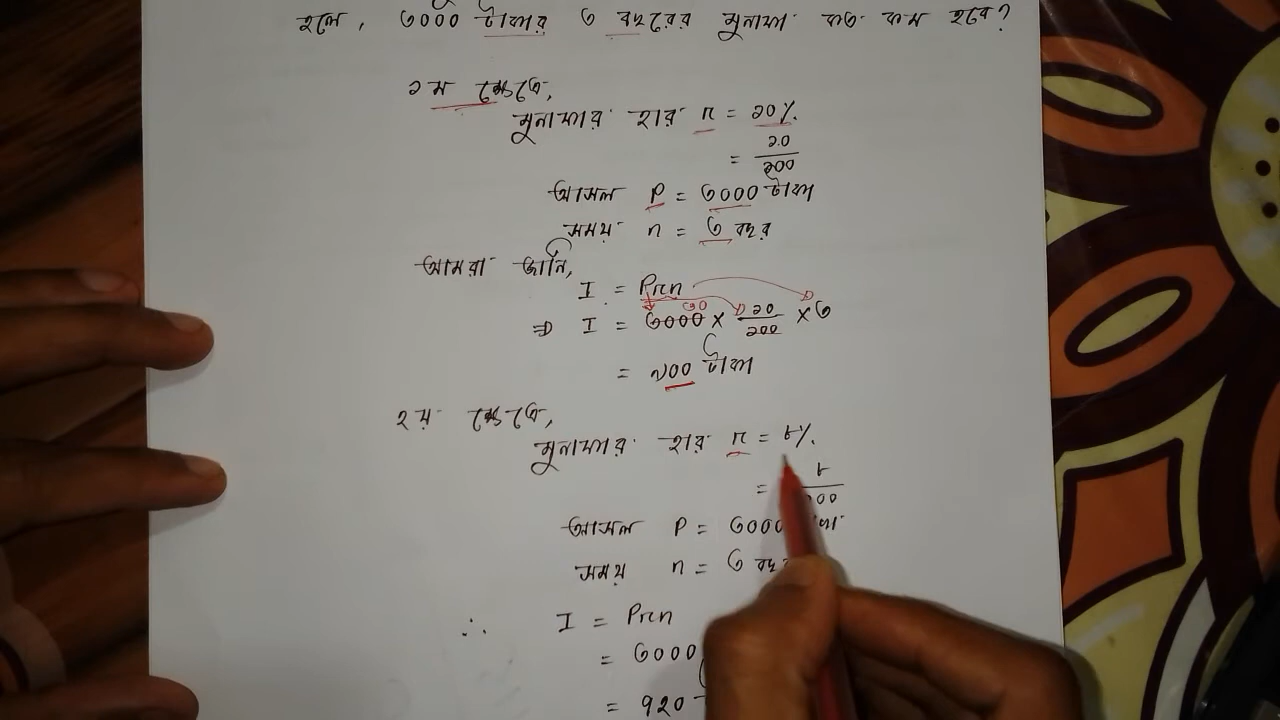 হলে, ৩০০০ টাকার ৩ বছরের মুনাফা কত কম হবে?
১ম ক্ষেত্রে,
মুনাফার হার r = ১০%
= ১০/১০০
আসল P = ৩০০০ টাকা
সময় n = ৩ বছর
আমরা জানি,
I = Prn
⇒ I = ৩০০০ × ১০/১০০ × ৩
= ৯০০ টাকা
২য় ক্ষেত্রে,
মুনাফার হার r = ৮%
= ৮
আসল P = ৩০০০
সময় n = ৩
∴ I = Prn
= ৩০০০
= ৭২০